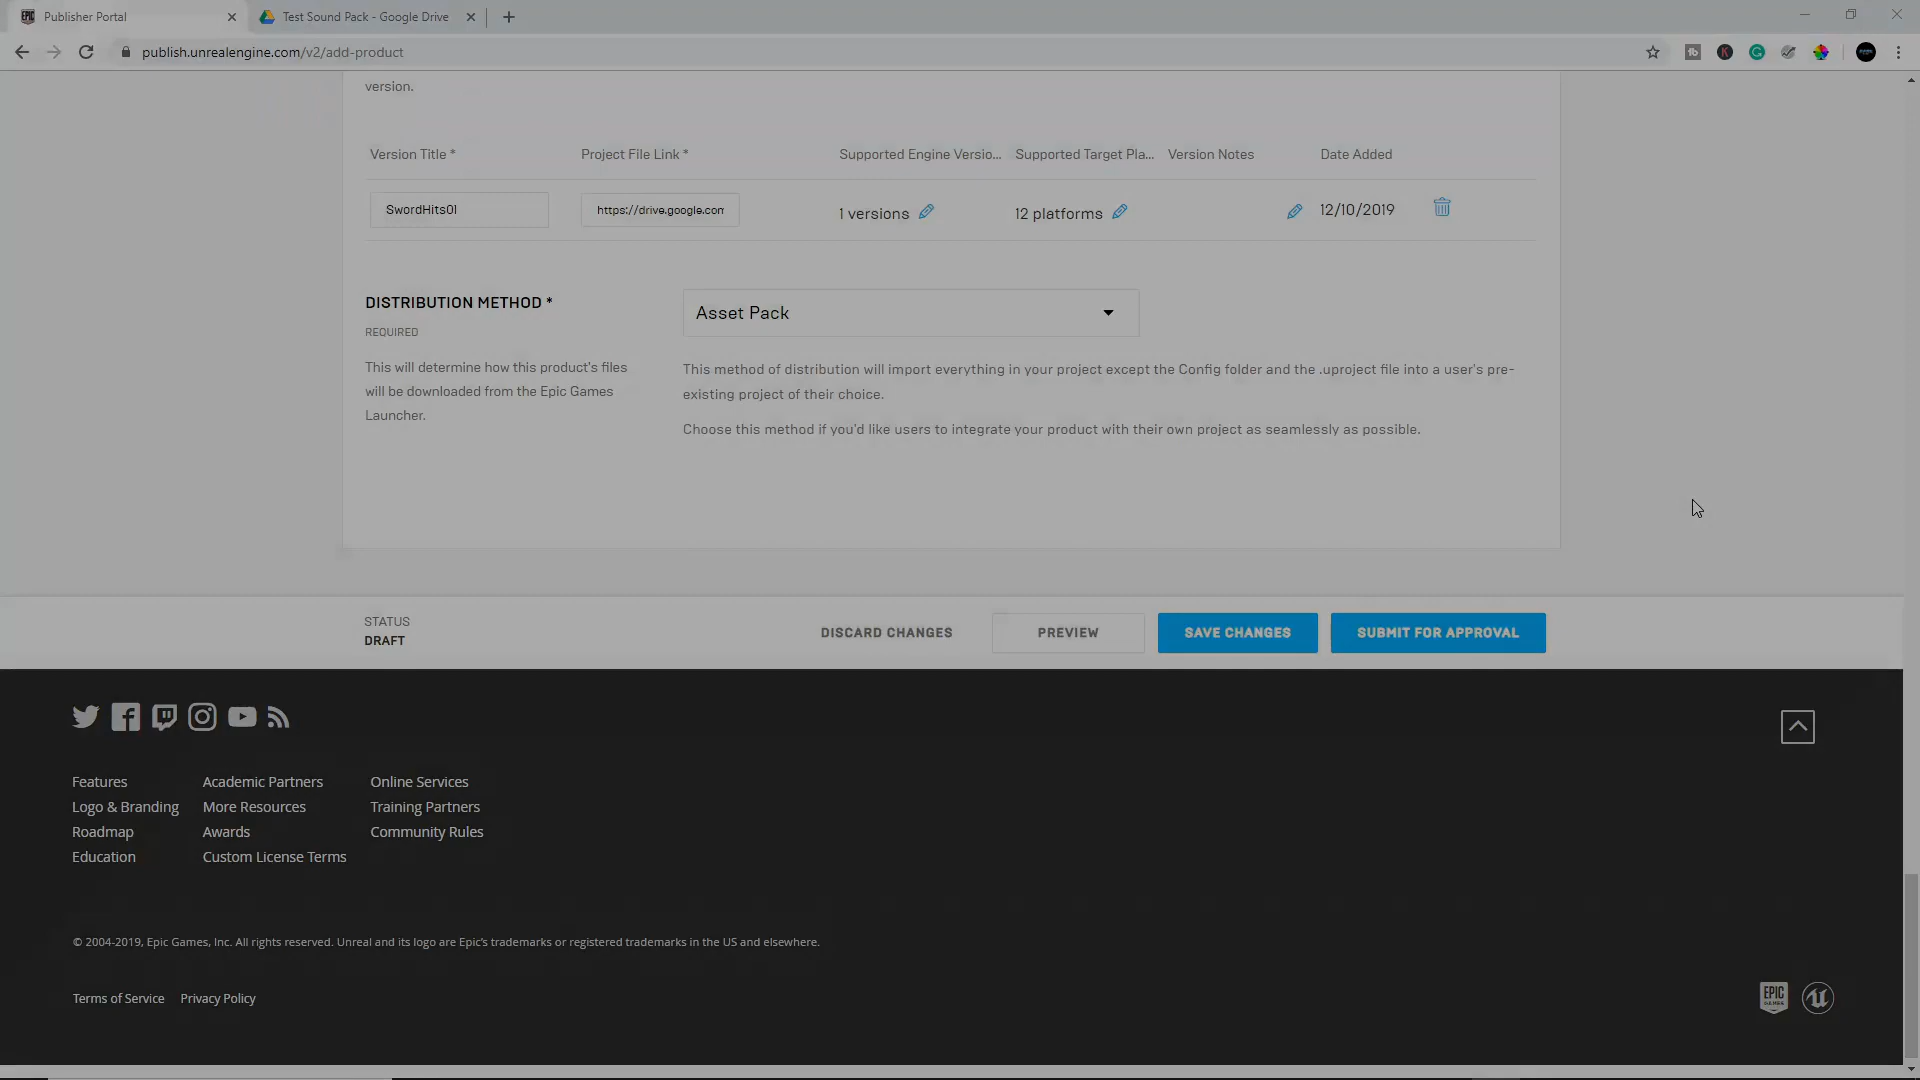 Publisher Portal
Test Sound Pack - Google Drive
publish.unrealengine.com/v2/add-product
version.
Version Title *
Project File Link *
Supported Engine Versio...
Supported Target Pla...
Version Notes
Date Added
SwordHits01
https://drive.google.con
1 versions
12 platforms
12/10/2019
DISTRIBUTION METHOD *
REQUIRED
This will determine how this product's files
will be downloaded from the Epic Games
Launcher.
Asset Pack
This method of distribution will import everything in your project except the Config folder and the .uproject file into a user's pre-
existing project of their choice.
Choose this method if you'd like users to integrate your product with their own project as seamlessly as possible.
STATUS
DRAFT
DISCARD CHANGES
PREVIEW
SAVE CHANGES
SUBMIT FOR APPROVAL
Features
Academic Partners
Online Services
Logo & Branding
More Resources
Training Partners
Roadmap
Awards
Community Rules
Education
Custom License Terms
© 2004-2019, Epic Games, Inc. All rights reserved. Unreal and its logo are Epic's trademarks or registered trademarks in the US and elsewhere.
Terms of Service
Privacy Policy
EPIC
GAMES